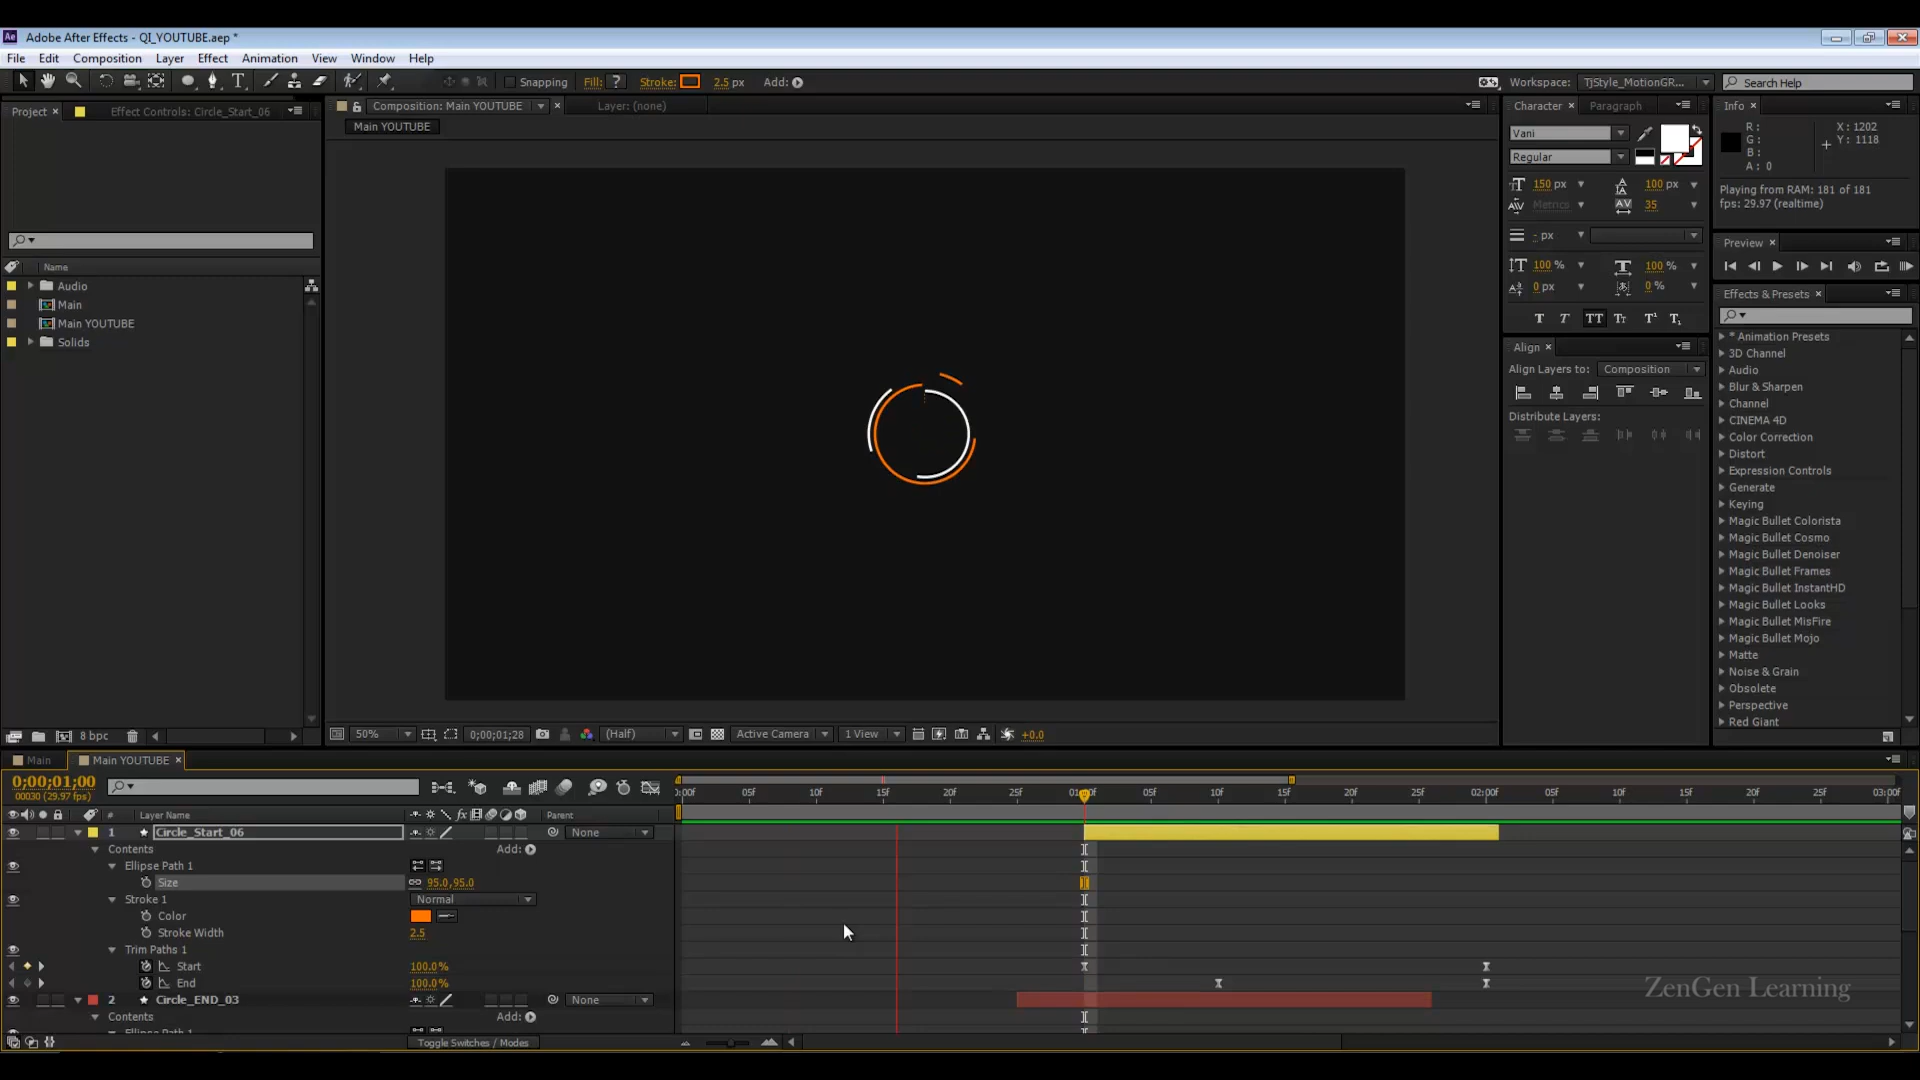 Ae Adobe After Effects - QI_YOUTUBE.aep *
File Edit Composition Layer Effect Animation View Window Help
Snapping Fill: ? Stroke: 2.5 px Add: Workspace: TjStyle_MotionGR... Search Help
Project × Effect Controls: Circle_Start_06
Composition: Main YOUTUBE × Layer: (none)
Main YOUTUBE
Name
Audio
Main
Main YOUTUBE
Solids
8 bpc
50% 0;00;01;28 (Half) Active Camera 1 View +0.0
Character × Paragraph
Vani
Regular
150 px 100 px
Metrics 35
- px
100 % 100 %
0 px 0 %
T T TT Tr T¹ T₁
Align ×
Align Layers to: Composition
Distribute Layers:
Info ×
R : X : 1202
G : Y : 1118
B :
A : 0
Playing from RAM: 181 of 181
fps: 29.97 (realtime)
Preview ×
Effects & Presets ×
* Animation Presets
3D Channel
Audio
Blur & Sharpen
Channel
CINEMA 4D
Color Correction
Distort
Expression Controls
Generate
Keying
Magic Bullet Colorista
Magic Bullet Cosmo
Magic Bullet Denoiser
Magic Bullet Frames
Magic Bullet InstantHD
Magic Bullet Looks
Magic Bullet MisFire
Magic Bullet Mojo
Matte
Noise & Grain
Obsolete
Perspective
Red Giant
Main Main YOUTUBE ×
0;00;01;00
00030 (29.97 fps)
05f 10f 15f 20f 25f 05f 10f 15f 20f 25f 02:00f 05f 10f 15f 20f 25f 03:00f
# Layer Name fx Parent
1 Circle_Start_06 None
Contents Add:
Ellipse Path 1
Size 95.0,95.0
Stroke 1 Normal
Color
Stroke Width 2.5
Trim Paths 1
Start 100.0%
End 100.0%
2 Circle_END_03 None
Contents Add:
Ellipse Path 1
Toggle Switches / Modes
ZenGen Learning